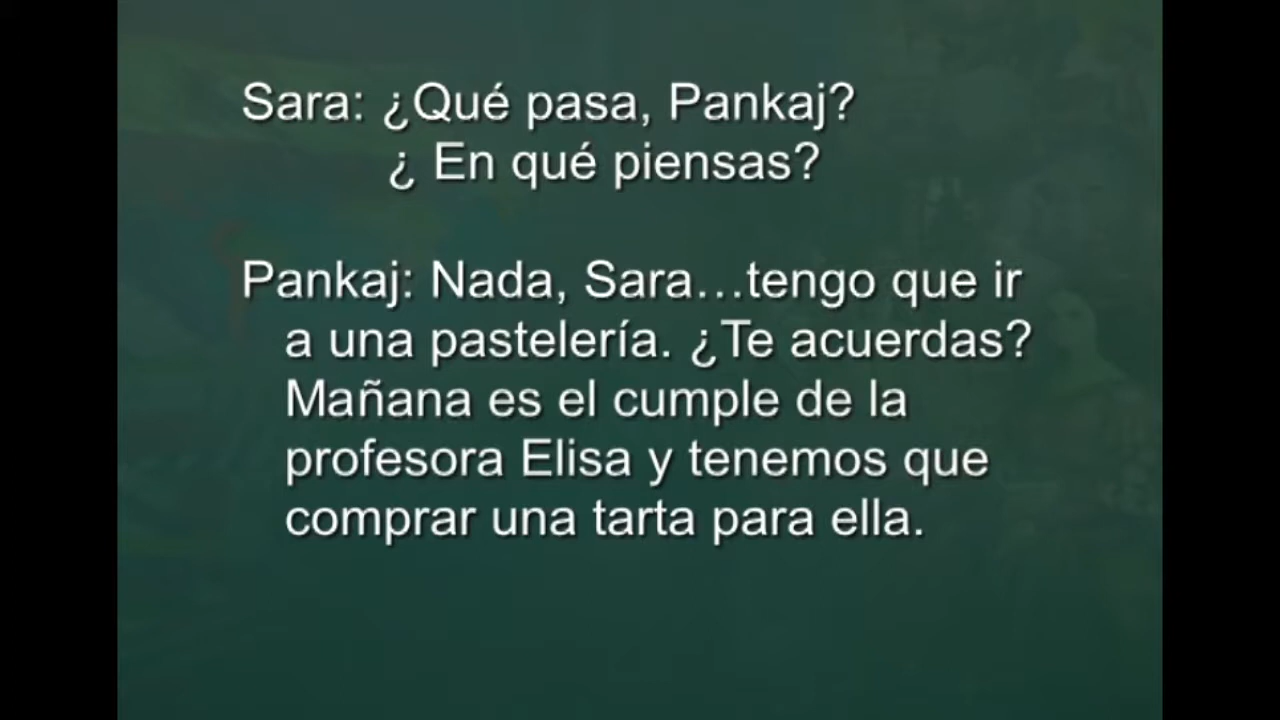 Sara: ¿Qué pasa, Pankaj?
¿ En qué piensas?
Pankaj: Nada, Sara…tengo que ir
a una pastelería. ¿Te acuerdas?
Mañana es el cumple de la
profesora Elisa y tenemos que
comprar una tarta para ella.